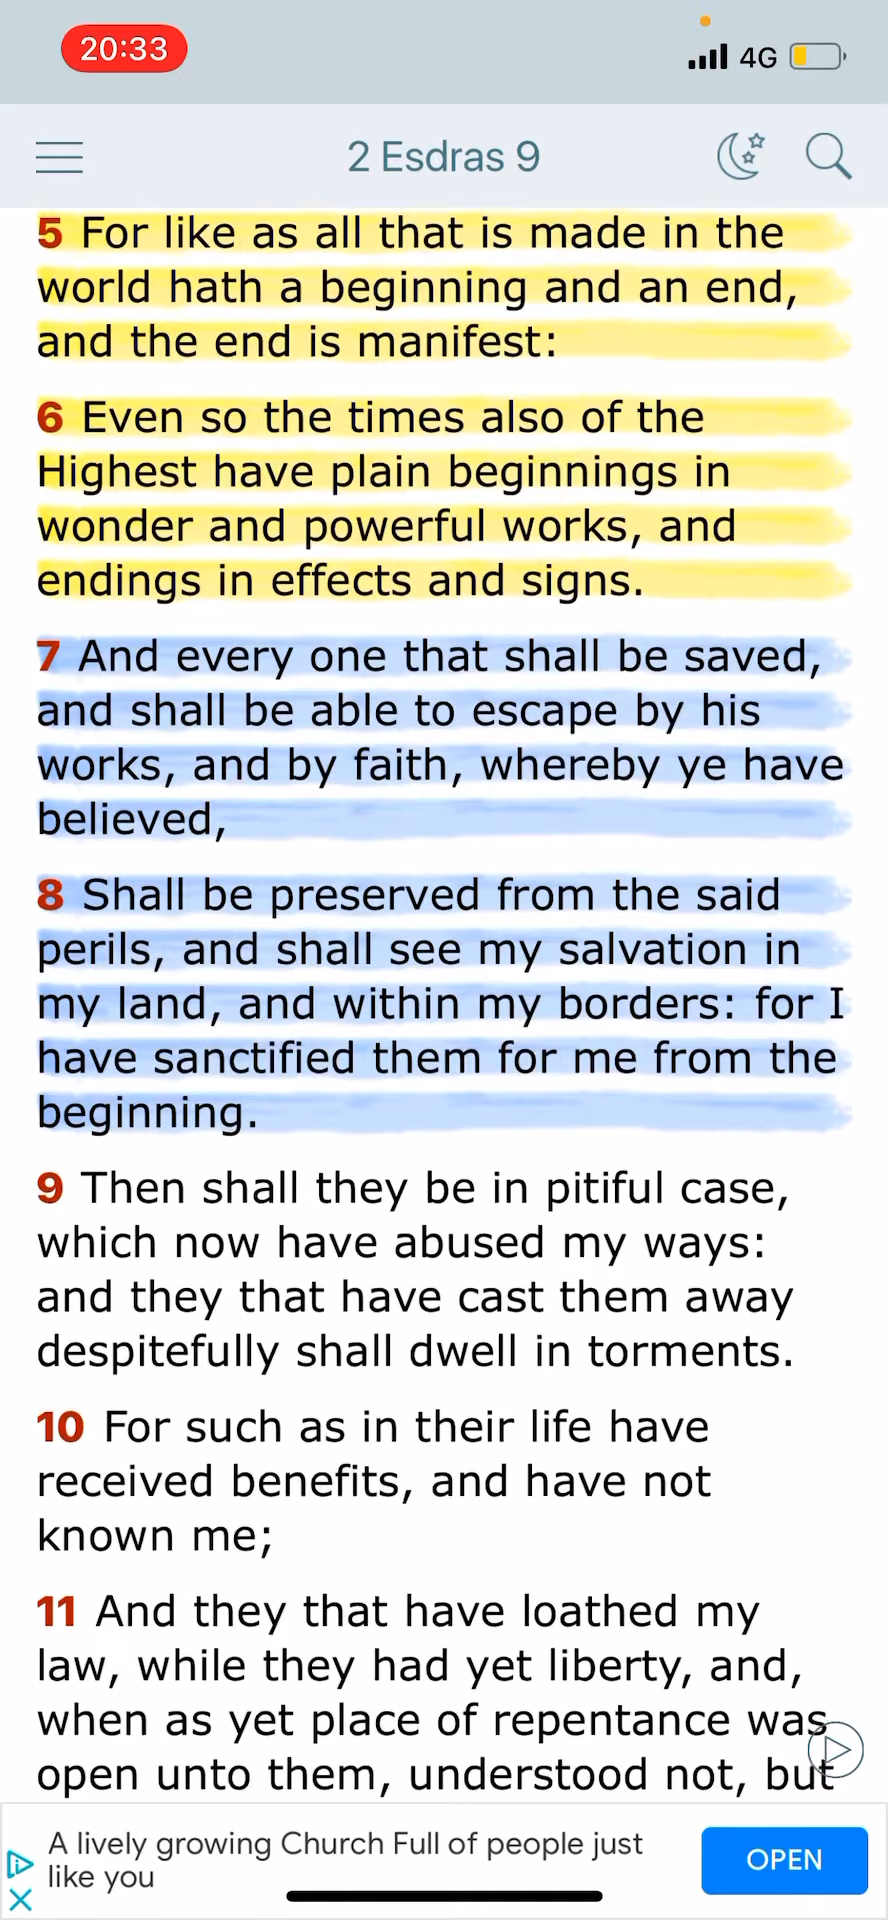 20:33
4G
2 Esdras 9
5 For like as all that is made in the
world hath a beginning and an end,
and the end is manifest:
6 Even so the times also of the
Highest have plain beginnings in
wonder and powerful works, and
endings in effects and signs.
7 And every one that shall be saved,
and shall be able to escape by his
works, and by faith, whereby ye have
believed,
8 Shall be preserved from the said
perils, and shall see my salvation in
my land, and within my borders: for I
have sanctified them for me from the
beginning.
9 Then shall they be in pitiful case,
which now have abused my ways:
and they that have cast them away
despitefully shall dwell in torments.
10 For such as in their life have
received benefits, and have not
known me;
11 And they that have loathed my
law, while they had yet liberty, and,
when as yet place of repentance was
open unto them, understood not, but
A lively growing Church Full of people just
like you
OPEN